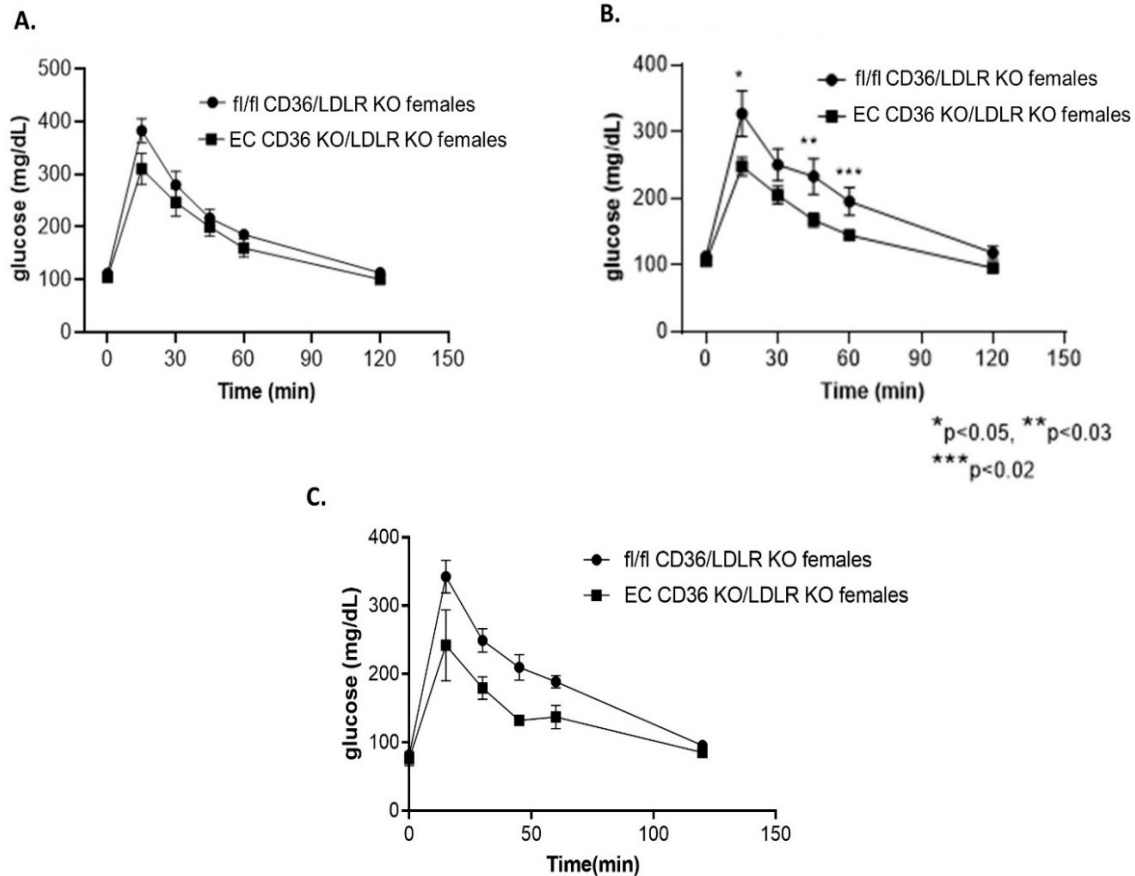 A.
500
400
300
200
100
0
glucose (mg/dL)
fl/fl CD36/LDLR KO females
EC CD36 KO/LDLR KO females
0 30 60 90 120 150
Time (min)
B.
400
300
200
100
0
glucose (mg/dL)
fl/fl CD36/LDLR KO females
EC CD36 KO/LDLR KO females
*
**
***
0 30 60 90 120 150
Time (min)
*p<0.05, **p<0.03
***p<0.02
C.
400
300
200
100
0
glucose (mg/dL)
fl/fl CD36/LDLR KO females
EC CD36 KO/LDLR KO females
0 50 100 150
Time(min)